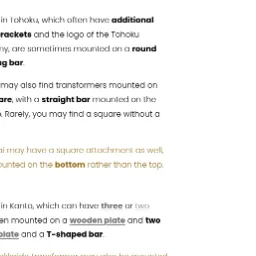 in Tohoku, which often have additional
rackets and the logo of the Tohoku
ny, are sometimes mounted on a round
ug bar.
may also find transformers mounted on
are, with a straight bar mounted on the
. Rarely, you may find a square without a
ai may have a square attachment as well,
ounted on the bottom rather than the top.
in Kanto, which can have three or two
en mounted on a wooden plate and two
plate and a T-shaped bar.